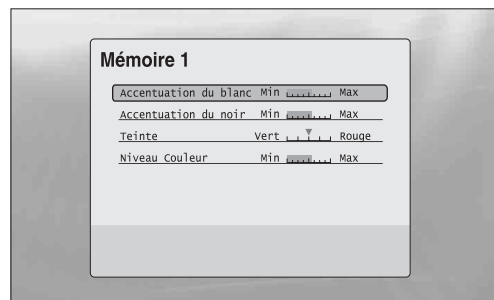 Mémoire 1
Accentuation du blanc Min Max
Accentuation du noir Min Max
Teinte Vert Rouge
Niveau Couleur Min Max